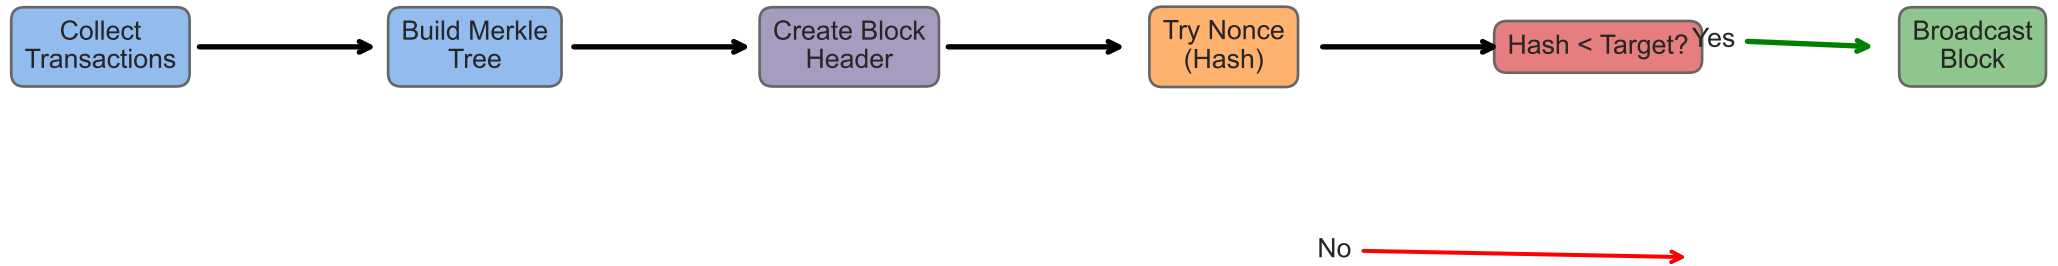 Collect
Transactions
Build Merkle
Tree
Create Block
Header
Try Nonce
(Hash)
Hash < Target?
Yes
Broadcast
Block
No